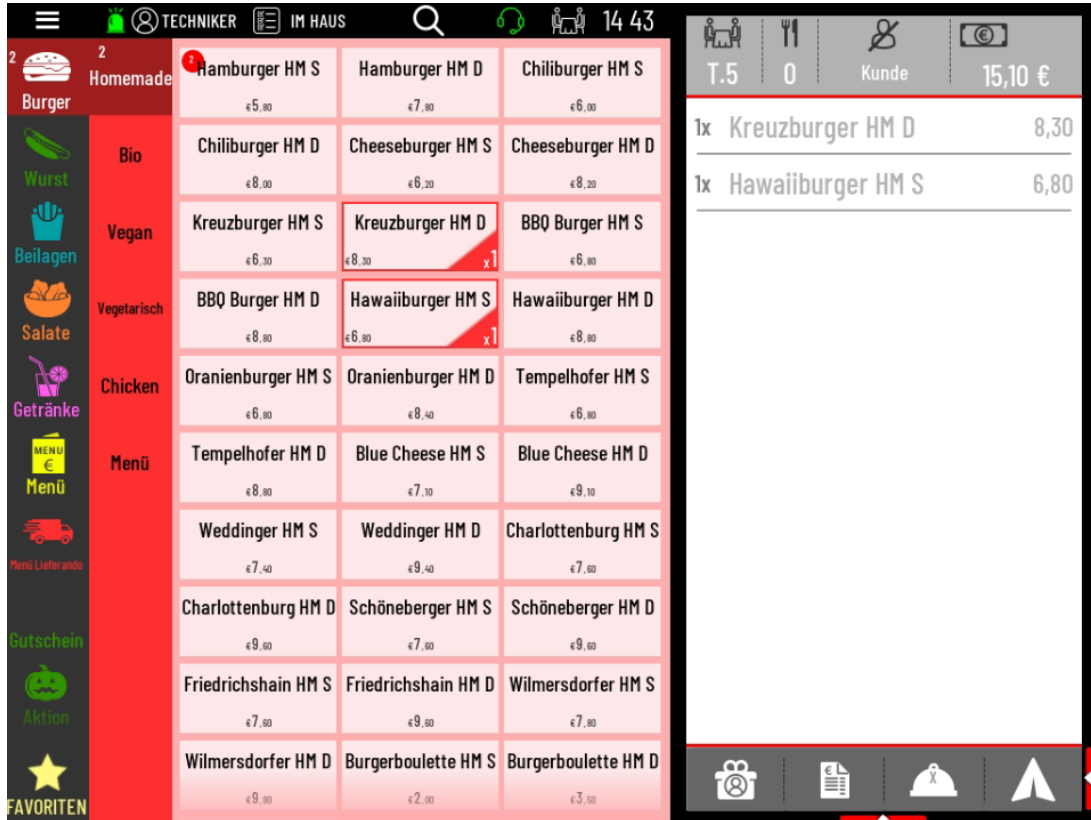 TECHNIKER IM HAUS 14 43
2 Burger
Wurst
Beilagen
Salate
Getränke
MENU €
Menü
Menü Lieferando
Gutschein
Aktion
FAVORITEN
2
Homemade
Bio
Vegan
Vegetarisch
Chicken
Menü
2
Hamburger HM S Hamburger HM D Chiliburger HM S
€5,80 €7,80 €6,00
Chiliburger HM D Cheeseburger HM S Cheeseburger HM D
€8,00 €6,20 €8,20
Kreuzburger HM S Kreuzburger HM D BBQ Burger HM S
€6,30 €8,30 x1 €6,80
BBQ Burger HM D Hawaiiburger HM S Hawaiiburger HM D
€8,80 €6,80 x1 €8,80
Oranienburger HM S Oranienburger HM D Tempelhofer HM S
€6,80 €8,40 €6,80
Tempelhofer HM D Blue Cheese HM S Blue Cheese HM D
€8,80 €7,10 €9,10
Weddinger HM S Weddinger HM D Charlottenburg HM S
€7,40 €9,40 €7,60
Charlottenburg HM D Schöneberger HM S Schöneberger HM D
€9,60 €7,60 €9,60
Friedrichshain HM S Friedrichshain HM D Wilmersdorfer HM S
€7,60 €9,60 €7,80
Wilmersdorfer HM D Burgerboulette HM S Burgerboulette HM D
€9,80 €2,00 €3,50
T.5 0 Kunde 15,10 €
1x Kreuzburger HM D 8,30
1x Hawaiiburger HM S 6,80
€
X